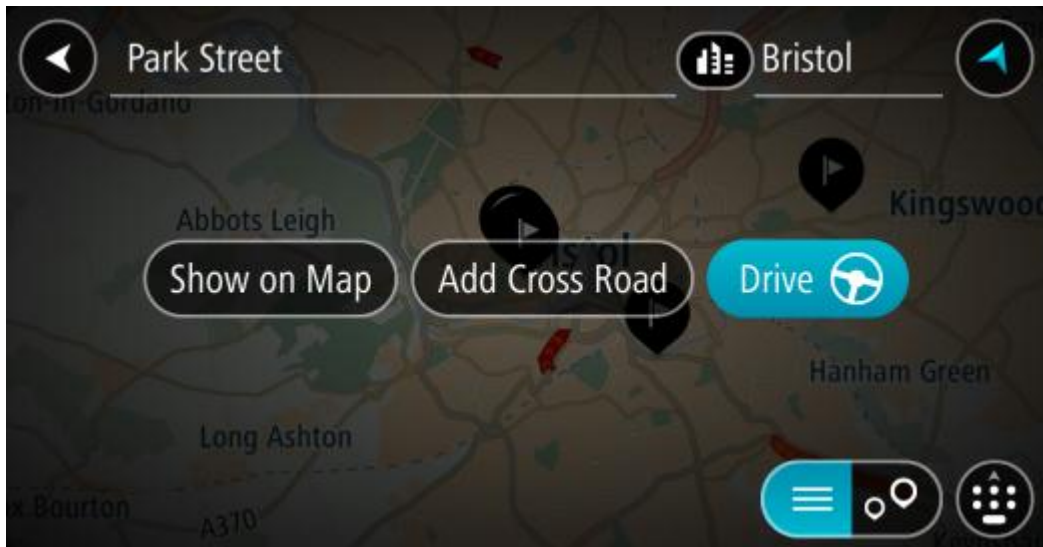 Park Street
Bristol
Abbots Leigh
Kingswood
Show on Map
Add Cross Road
Drive
Hanham Green
Long Ashton
A370